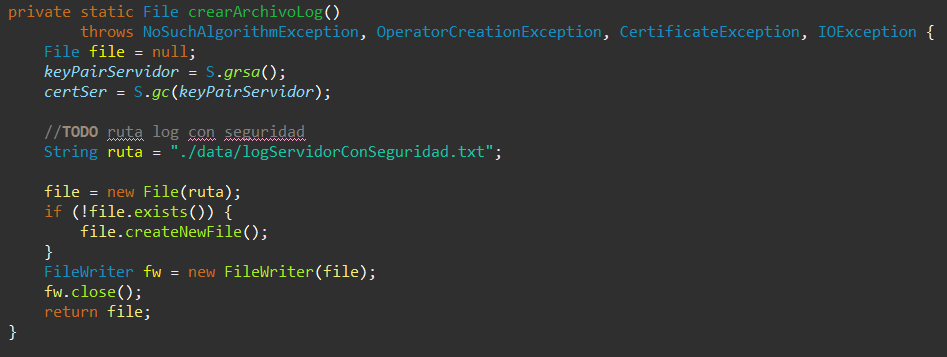 private static File crearArchivoLog()
        throws NoSuchAlgorithmException, OperatorCreationException, CertificateException, IOException {
    File file = null;
    keyPairServidor = S.grsa();
    certSer = S.gc(keyPairServidor);

    //TODO ruta log con seguridad
    String ruta = "./data/logServidorConSeguridad.txt";

    file = new File(ruta);
    if (!file.exists()) {
        file.createNewFile();
    }
    FileWriter fw = new FileWriter(file);
    fw.close();
    return file;
}